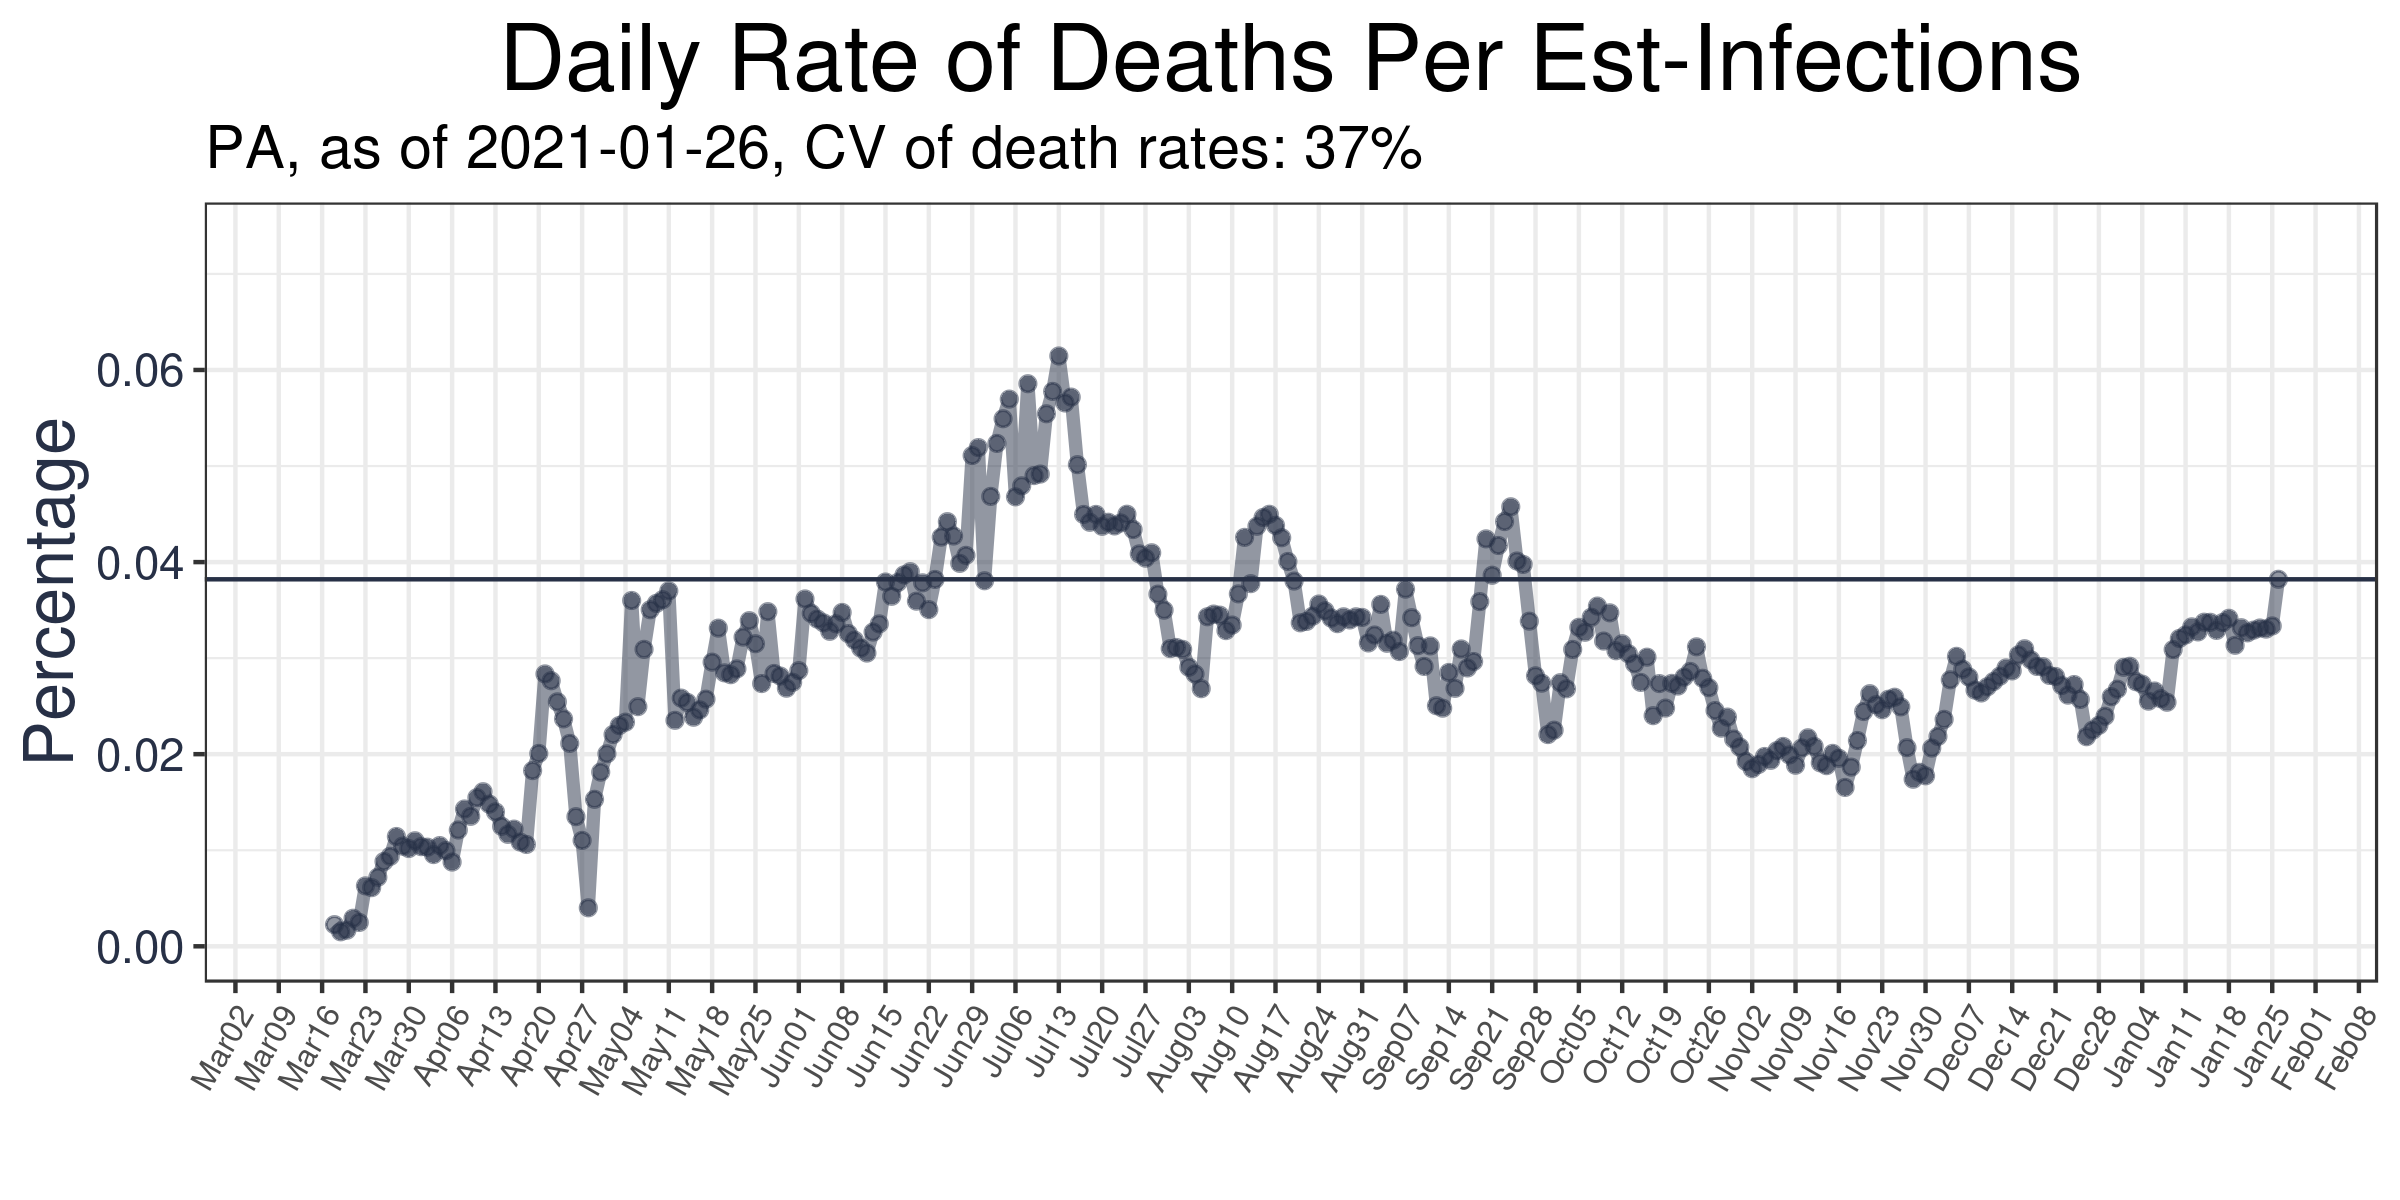 Daily Rate of Deaths Per Est-Infections
PA, as of 2021-01-26, CV of death rates: 37%
Percentage
0.06
0.04
0.02
0.00
Mar02 Mar09 Mar16 Mar23 Mar30 Apr06 Apr13 Apr20 Apr27 May04 May11 May18 May25 Jun01 Jun08 Jun15 Jun22 Jun29 Jul06 Jul13 Jul20 Jul27 Aug03 Aug10 Aug17 Aug24 Aug31 Sep07 Sep14 Sep21 Sep28 Oct05 Oct12 Oct19 Oct26 Nov02 Nov09 Nov16 Nov23 Nov30 Dec07 Dec14 Dec21 Dec28 Jan04 Jan11 Jan18 Jan25 Feb01 Feb08